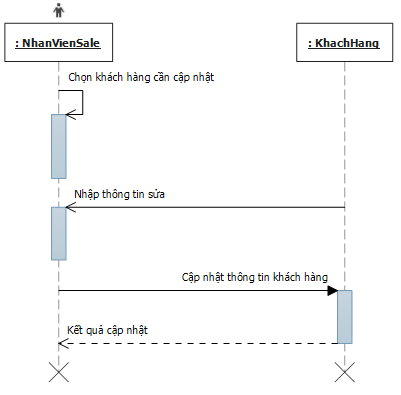 : NhanVienSale
: KhachHang
Chọn khách hàng cần cập nhật
Nhập thông tin sửa
Cập nhật thông tin khách hàng
Kết quả cập nhật